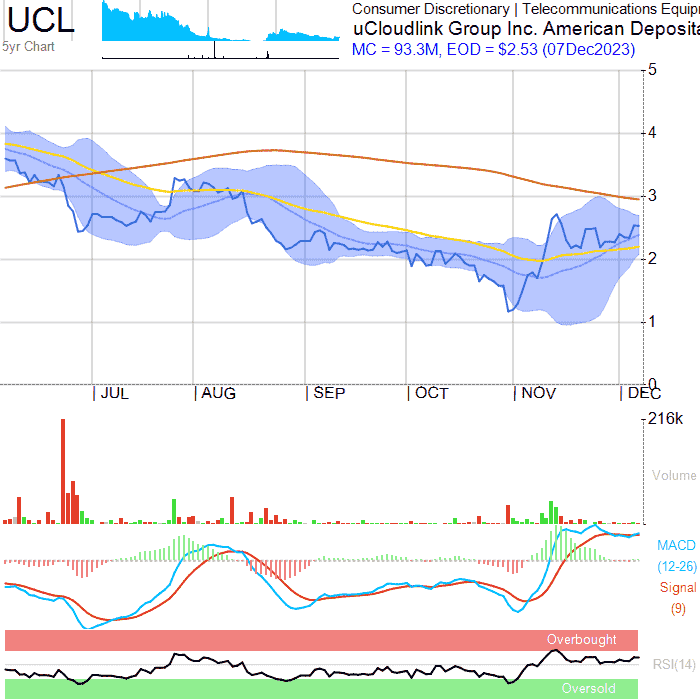 UCL
5yr Chart
Consumer Discretionary | Telecommunications Equip
uCloudlink Group Inc. American Deposita
MC = 93.3M, EOD = $2.53 (07Dec2023)
5
4
3
2
1
0
JUL AUG SEP OCT NOV DEC
216k
Volume
MACD
(12-26)
Signal
(9)
Overbought
RSI(14)
Oversold